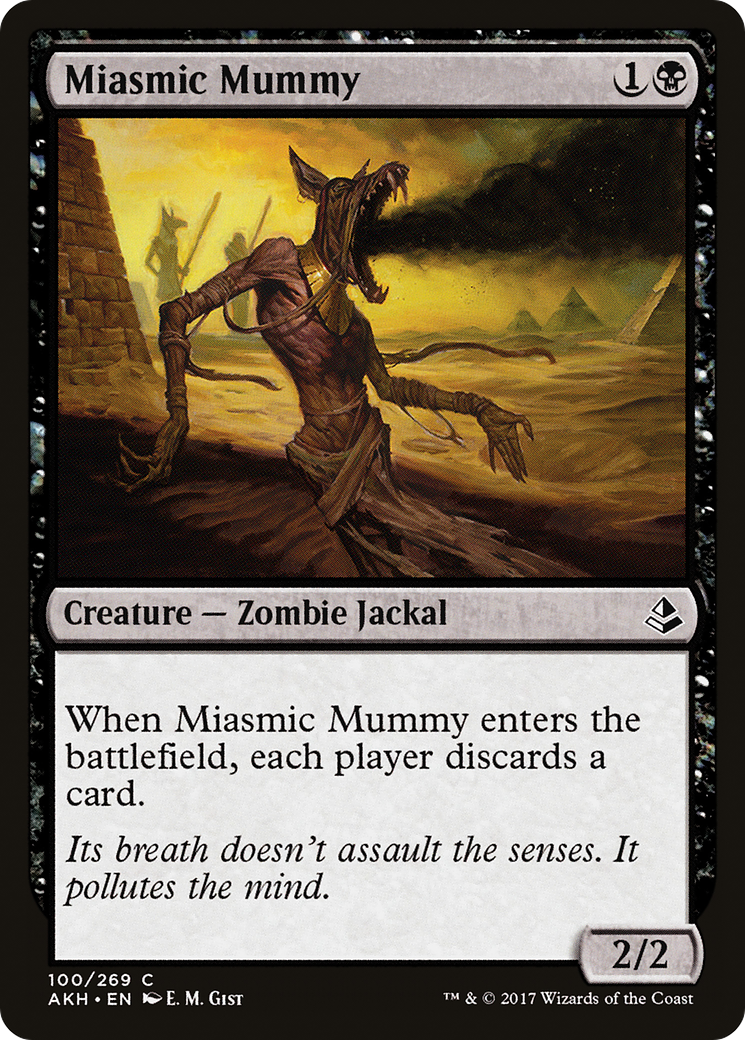 Miasmic Mummy 1
Creature — Zombie Jackal
When Miasmic Mummy enters the
battlefield, each player discards a
card.
Its breath doesn't assault the senses. It
pollutes the mind.
2/2
100/269 C
AKH • EN E. M. Gist
™ & © 2017 Wizards of the Coast